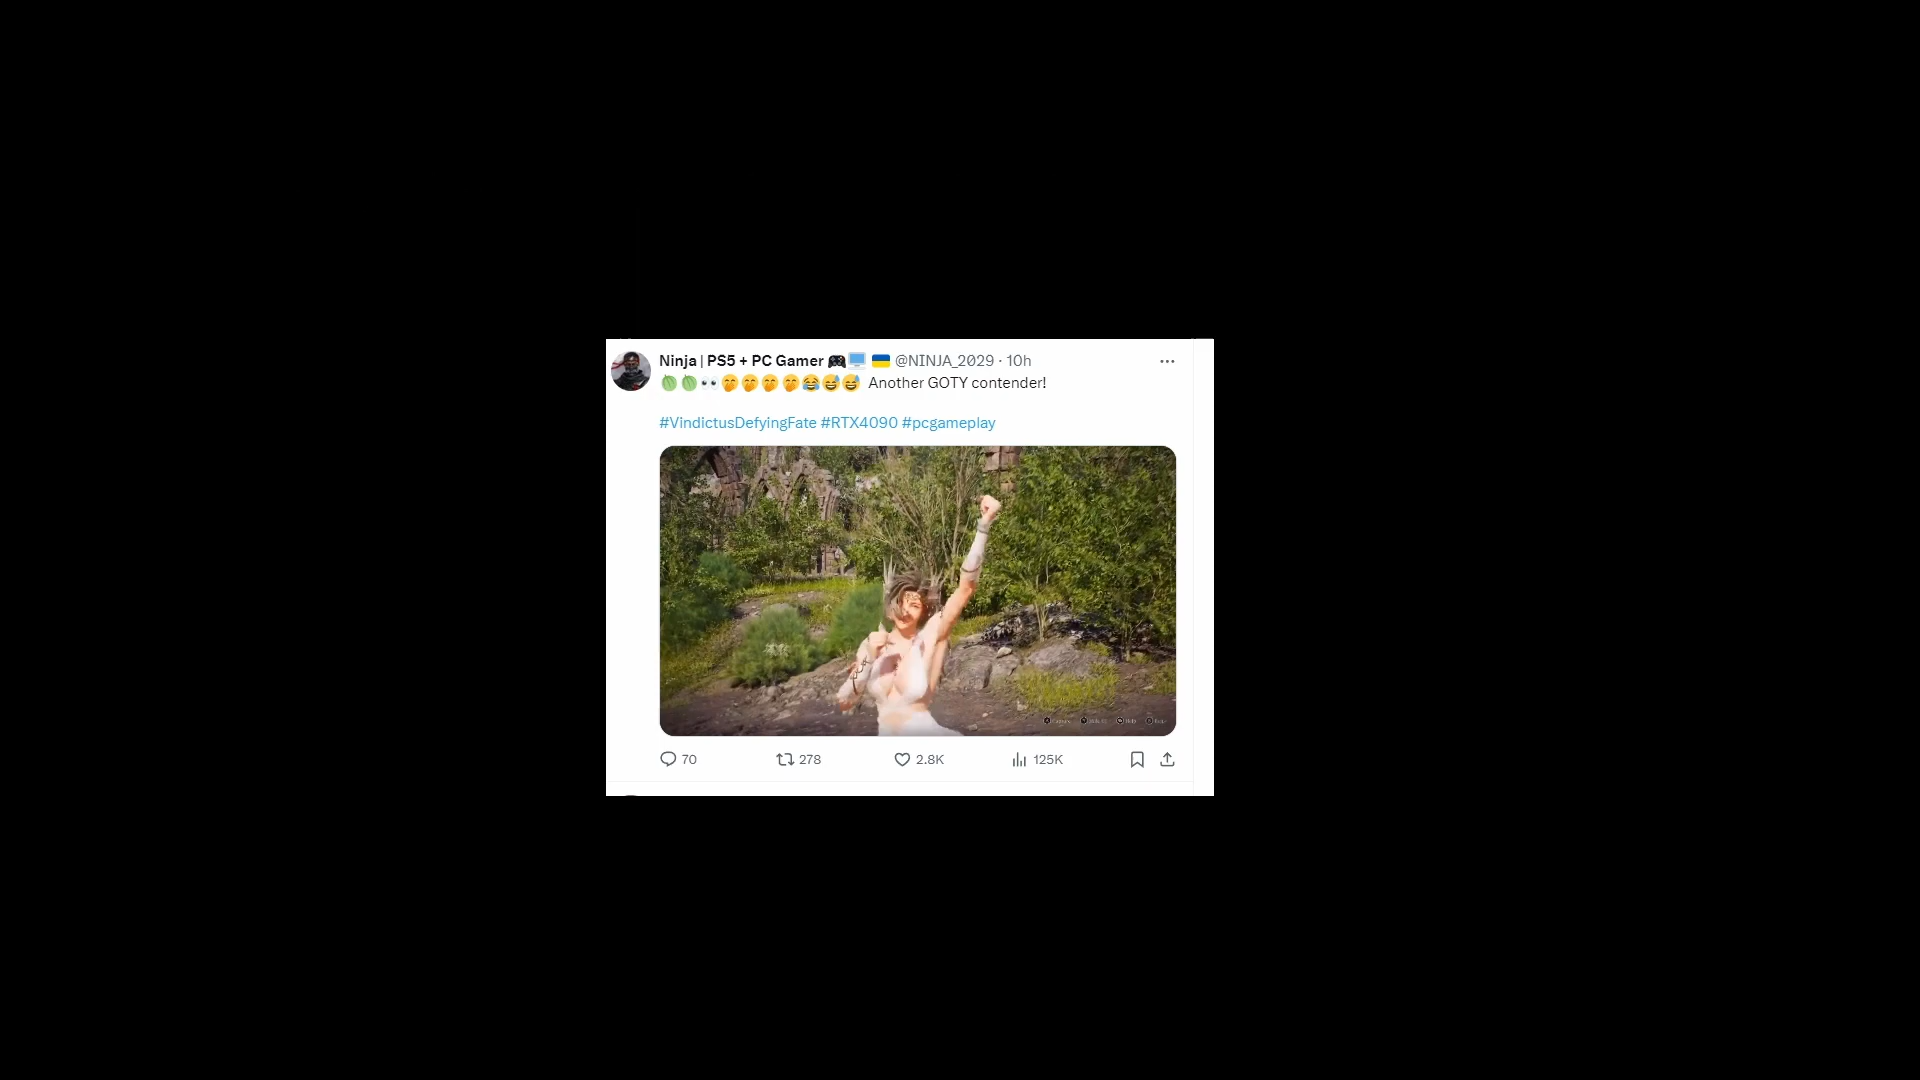 Ninja | PS5 + PC Gamer 🎮🖥️ 🇺🇦 @NINJA_2029 · 10h
🍈🍈👀🤭🤭🤭🤭😂😅😅 Another GOTY contender!
#VindictusDefyingFate #RTX4090 #pcgameplay
70 278 2.8K 125K